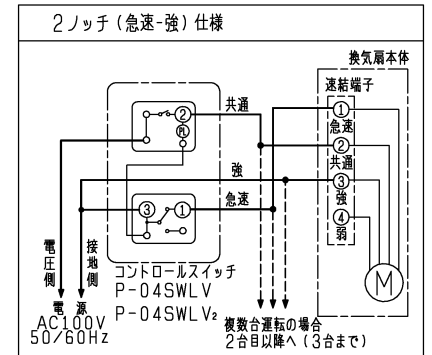 2ノッチ(急速-強)仕様
換気扇本体
速結端子
共通
①
急速
②
共通
③
強
④
弱
M
②
PL
強
急速
③
①
電圧側
接地側
電源
AC100V
50/60Hz
コントロールスイッチ
P-04SWLV
P-04SWLV₂
複数台運転の場合
2台目以降へ(3台まで)